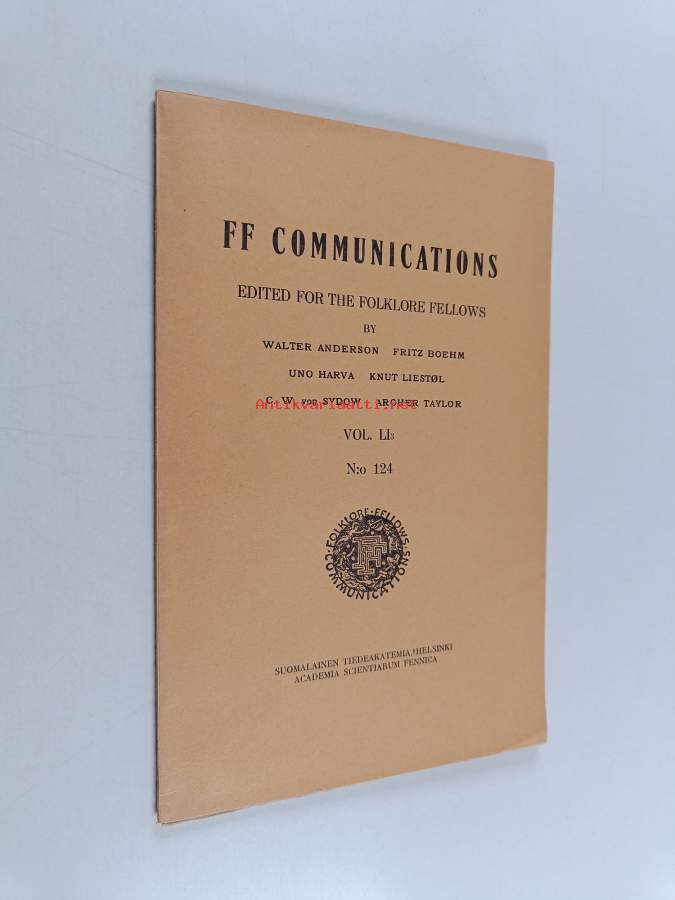 FF COMMUNICATIONS
EDITED FOR THE FOLKLORE FELLOWS
BY
WALTER ANDERSON FRITZ BOEHM
UNO HARVA KNUT LIESTØL
C. W. von SYDOW ARCHER TAYLOR
Antikvariaatti.net
VOL. LI3
N:o 124
FOLKLORE·FELLOWS·COMMUNICATIONS
FF
SUOMALAINEN TIEDEAKATEMIA, HELSINKI
ACADEMIA SCIENTIARUM FENNICA